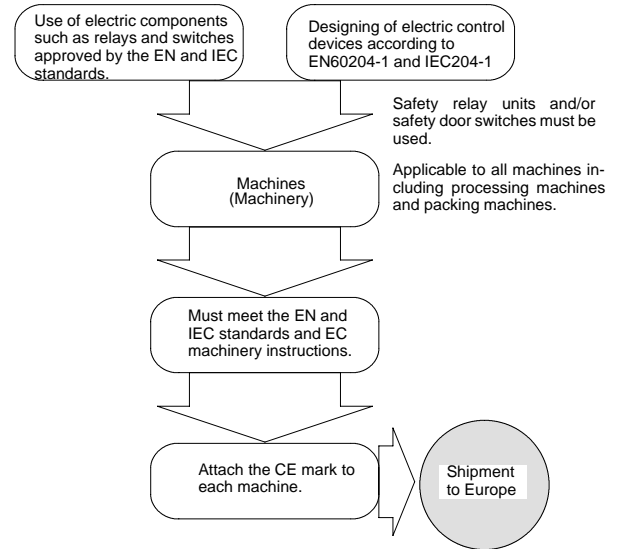 Use of electric components
such as relays and switches
approved by the EN and IEC
standards.
Designing of electric control
devices according to
EN60204-1 and IEC204-1
Safety relay units and/or
safety door switches must be
used.
Machines
(Machinery)
Applicable to all machines in-
cluding processing machines
and packing machines.
Must meet the EN and
IEC standards and EC
machinery instructions.
Attach the CE mark to
each machine.
Shipment
to Europe